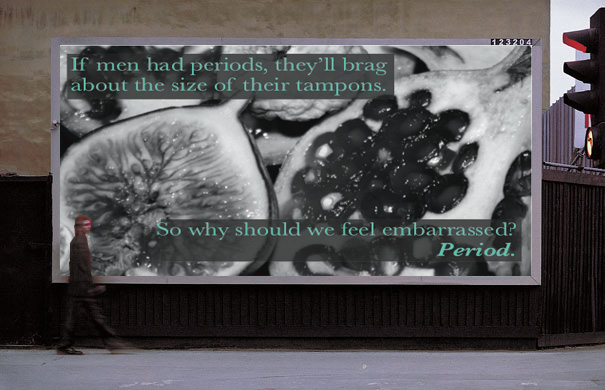 123204
If men had periods, they'll brag
about the size of their tampons.
So why should we feel embarrassed?
Period.